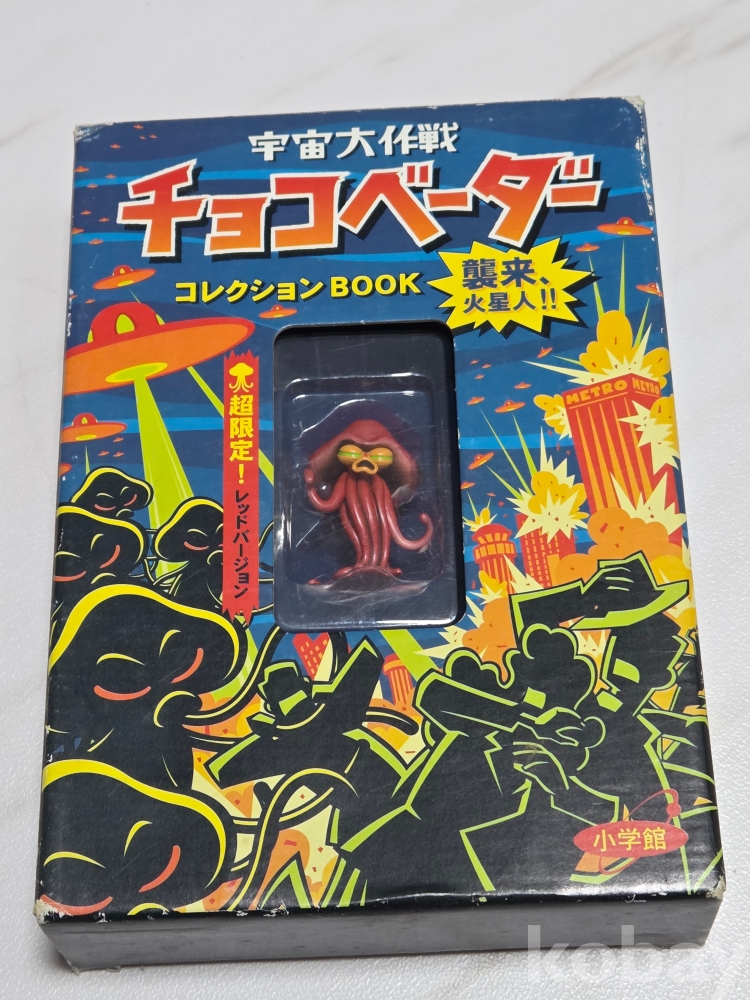 宇宙大作戦
チョコベーダー
コレクションBOOK
襲来、
火星人!!
超限定!レッドバージョン
METRO METRO
小学館
koba